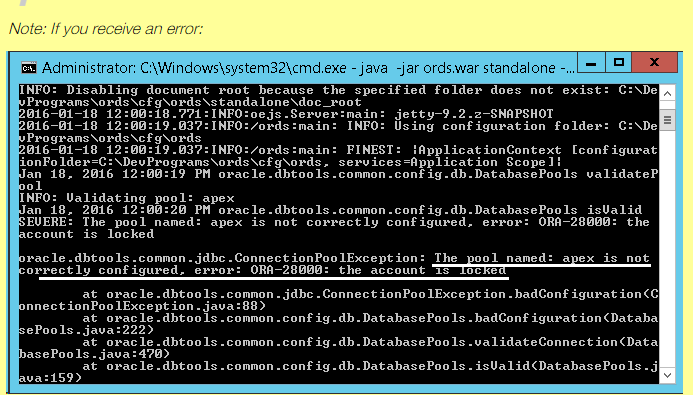 Note: If you receive an error:
Administrator: C:\Windows\system32\cmd.exe - java -jar ords.war standalone -...
INFO: Disabling document root because the specified folder does not exist: C:\De
vPrograms\ords\cfg\ords\standalone\doc_root
2016-01-18 12:00:18.771:INFO:oejs.Server:main: jetty-9.2.z-SNAPSHOT
2016-01-18 12:00:19.037:INFO:/ords:main: INFO: Using configuration folder: C:\De
vPrograms\ords\cfg\ords
2016-01-18 12:00:19.037:INFO:/ords:main: FINEST: |ApplicationContext [configurat
ionFolder=C:\DevPrograms\ords\cfg\ords, services=Application Scope]|
Jan 18, 2016 12:00:19 PM oracle.dbtools.common.config.db.DatabasePools validateP
ool
INFO: Validating pool: apex
Jan 18, 2016 12:00:20 PM oracle.dbtools.common.config.db.DatabasePools isValid
SEVERE: The pool named: apex is not correctly configured, error: ORA-28000: the
account is locked
oracle.dbtools.common.jdbc.ConnectionPoolException: The pool named: apex is not
correctly configured, error: ORA-28000: the account is locked
at oracle.dbtools.common.jdbc.ConnectionPoolException.badConfiguration(C
onnectionPoolException.java:88)
at oracle.dbtools.common.config.db.DatabasePools.badConfiguration(Databa
sePools.java:222)
at oracle.dbtools.common.config.db.DatabasePools.validateConnection(Data
basePools.java:470)
at oracle.dbtools.common.config.db.DatabasePools.isValid(DatabasePools.j
ava:159)